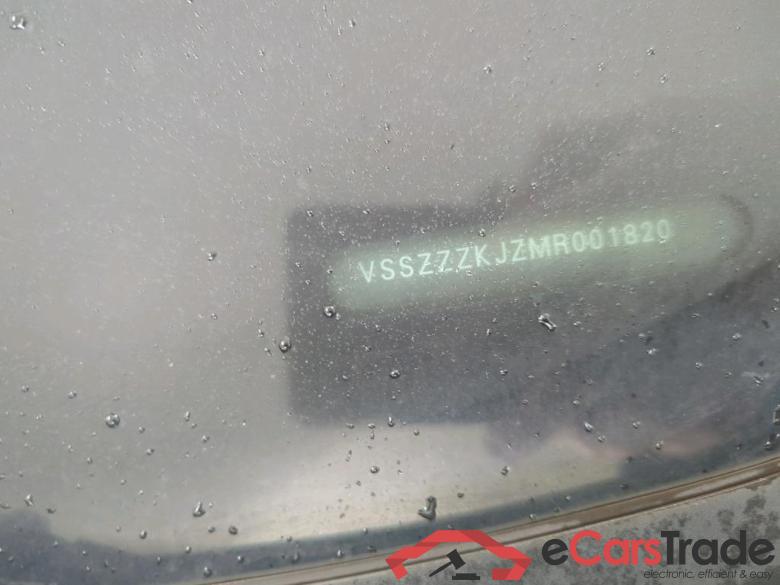 VSSZZZKJZMR001820
eCarsTrade
electronic, efficient & easy